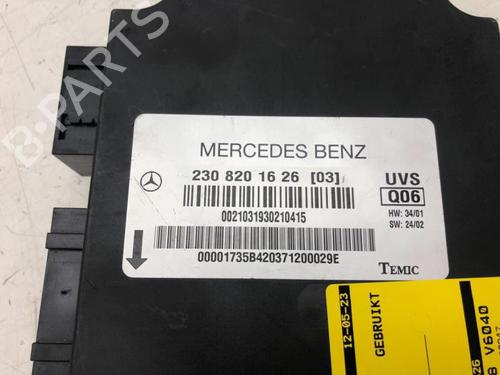 B-PARTS
MERCEDES BENZ
230 820 16 26 [03]
UVS
Q06
0021031930210415
HW: 34/01
SW: 24/02
00001735B420371200029E
TEMIC
12-05-23
GEBRUIKT
26
V6040